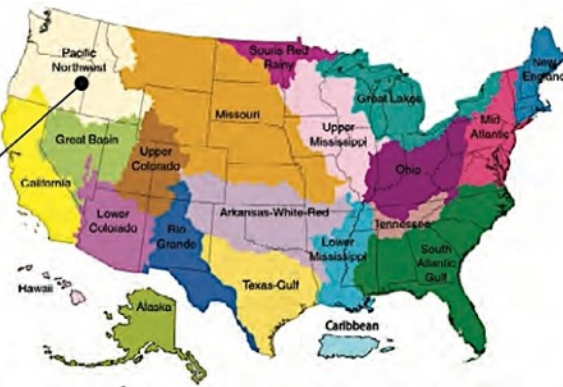 Pacific
Northwest
Souris Red
Rainy
New
England
Great Lakes
Missouri
Upper
Mississippi
Mid
Atlantic
Great Basin
Upper
Colorado
Ohio
California
Lower
Colorado
Rio
Grande
Arkansas-White-Red
Tennessee
Lower
Mississippi
South
Atlantic
Gulf
Texas-Gulf
Hawaii
Alaska
Caribbean